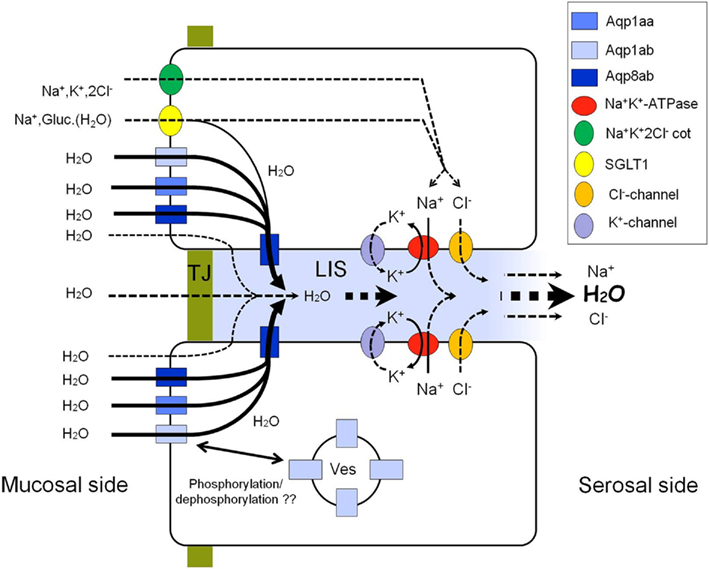 Aqp1aa
Aqp1ab
Aqp8ab
Na⁺K⁺-ATPase
Na⁺K⁺2Cl⁻ cot
SGLT1
Cl⁻-channel
K⁺-channel
Na⁺,K⁺,2Cl⁻
Na⁺,Gluc.(H₂O)
H₂O
H₂O
H₂O
H₂O
H₂O
Na⁺ Cl⁻
K⁺
K⁺
TJ
LIS
H₂O
H₂O
Na⁺
H₂O
Cl⁻
K⁺
K⁺
Na⁺ Cl⁻
H₂O
H₂O
H₂O
H₂O
H₂O
Ves
Phosphorylation/
dephosphorylation ??
Mucosal side
Serosal side